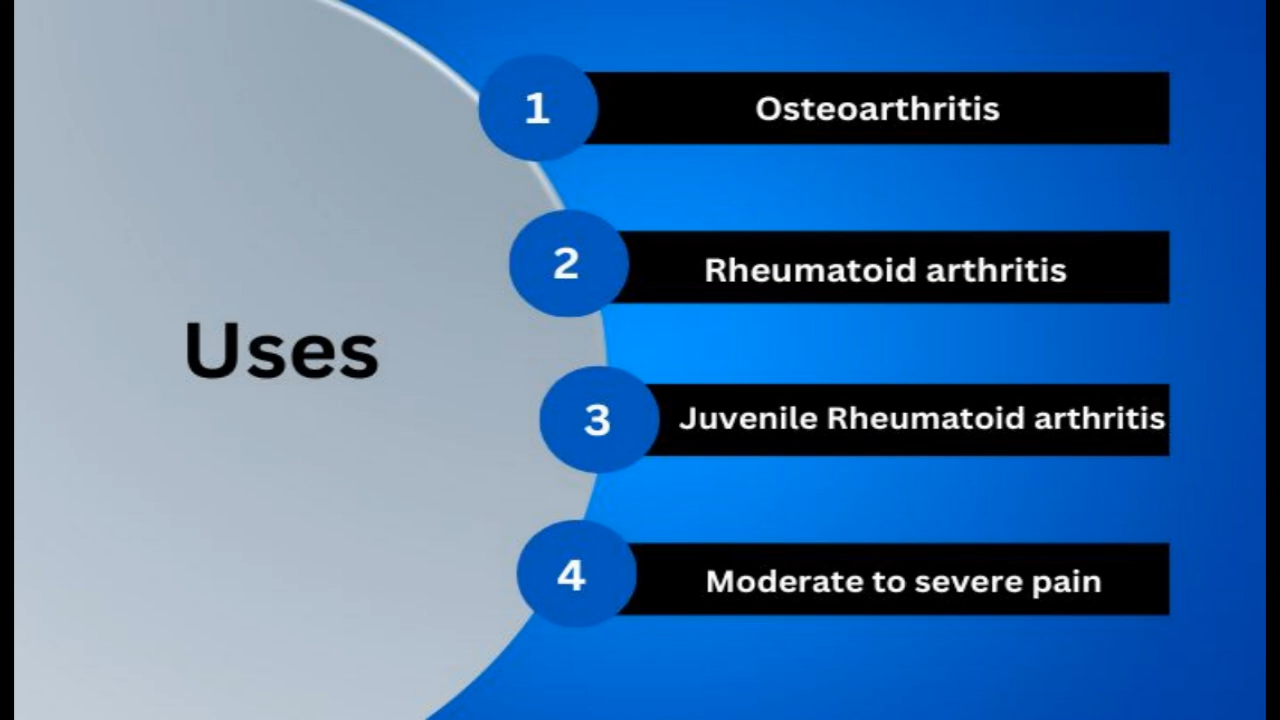 Uses
1
Osteoarthritis
2
Rheumatoid arthritis
3
Juvenile Rheumatoid arthritis
4
Moderate to severe pain